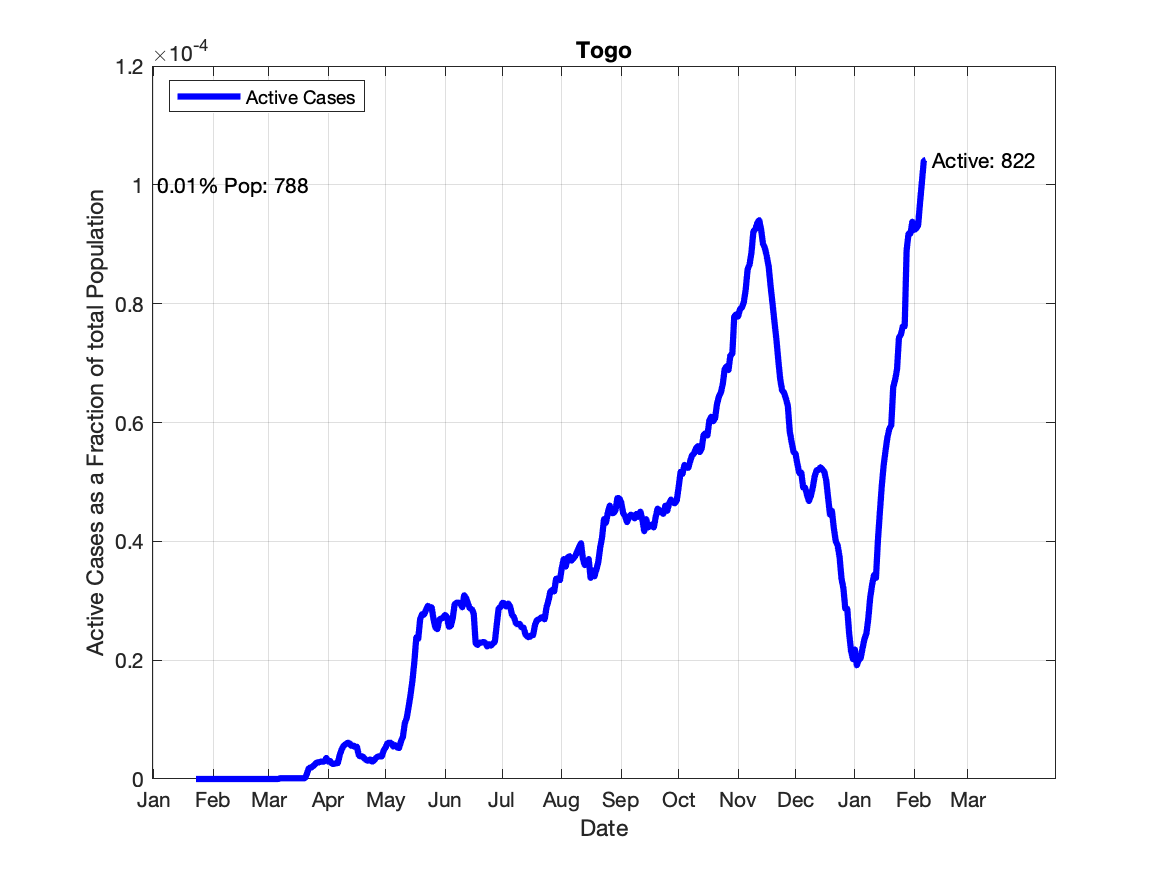 Togo
×10-4
1.2
1
0.8
0.6
0.4
0.2
0
Active Cases
0.01% Pop: 788
Active: 822
Active Cases as a Fraction of total Population
Jan Feb Mar Apr May Jun Jul Aug Sep Oct Nov Dec Jan Feb Mar
Date